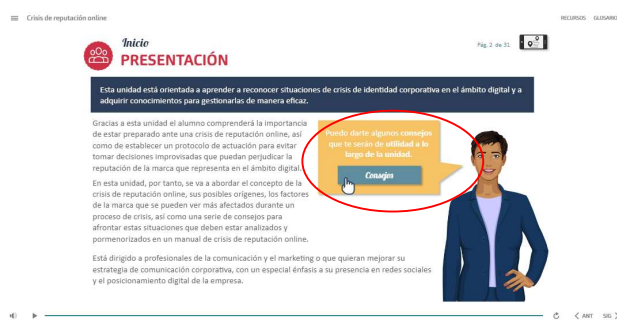 Crisis de reputación online
RECURSOS GLOSARIO
Inicio
Pág. 2 de 31
PRESENTACIÓN
Esta unidad está orientada a aprender a reconocer situaciones de crisis de identidad corporativa en el ámbito digital y a
adquirir conocimientos para gestionarlas de manera eficaz.
Gracias a esta unidad el alumno comprenderá la importancia
de estar preparado ante una crisis de reputación online, así
como de establecer un protocolo de actuación para evitar
tomar decisiones improvisadas que puedan perjudicar la
reputación de la marca que representa en el ámbito digital.
En esta unidad, por tanto, se va a abordar el concepto de la
crisis de reputación online, sus posibles orígenes, los factores
de la marca que se pueden ver más afectados durante un
proceso de crisis, así como una serie de consejos para
afrontar estas situaciones que deben estar analizados y
pormenorizados en un manual de crisis de reputación online.
Puedo darte algunos consejos
que te serán de utilidad a lo
largo de la unidad.
Consejos
Está dirigido a profesionales de la comunicación y el marketing
o que quieran mejorar su
estrategia de comunicación corporativa, con un especial énfasis
a su presencia en redes sociales
y el posicionamiento digital de la empresa.
ANT SIG